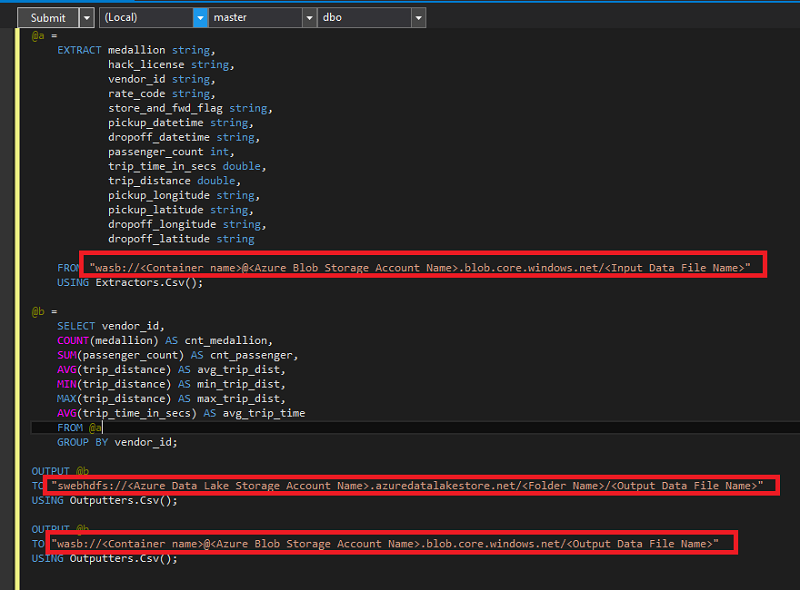 Submit (Local) master dbo
@a =
EXTRACT medallion string,
hack_license string,
vendor_id string,
rate_code string,
store_and_fwd_flag string,
pickup_datetime string,
dropoff_datetime string,
passenger_count int,
trip_time_in_secs double,
trip_distance double,
pickup_longitude string,
pickup_latitude string,
dropoff_longitude string,
dropoff_latitude string
FROM "wasb://<Container name>@<Azure Blob Storage Account Name>.blob.core.windows.net/<Input Data File Name>"
USING Extractors.Csv();
@b =
SELECT vendor_id,
COUNT(medallion) AS cnt_medallion,
SUM(passenger_count) AS cnt_passenger,
AVG(trip_distance) AS avg_trip_dist,
MIN(trip_distance) AS min_trip_dist,
MAX(trip_distance) AS max_trip_dist,
AVG(trip_time_in_secs) AS avg_trip_time
FROM @a
GROUP BY vendor_id;
OUTPUT @b
TO "swebhdfs://<Azure Data Lake Storage Account Name>.azuredatalakestore.net/<Folder Name>/<Output Data File Name>"
USING Outputters.Csv();
OUTPUT @b
TO "wasb://<Container name>@<Azure Blob Storage Account Name>.blob.core.windows.net/<Output Data File Name>"
USING Outputters.Csv();